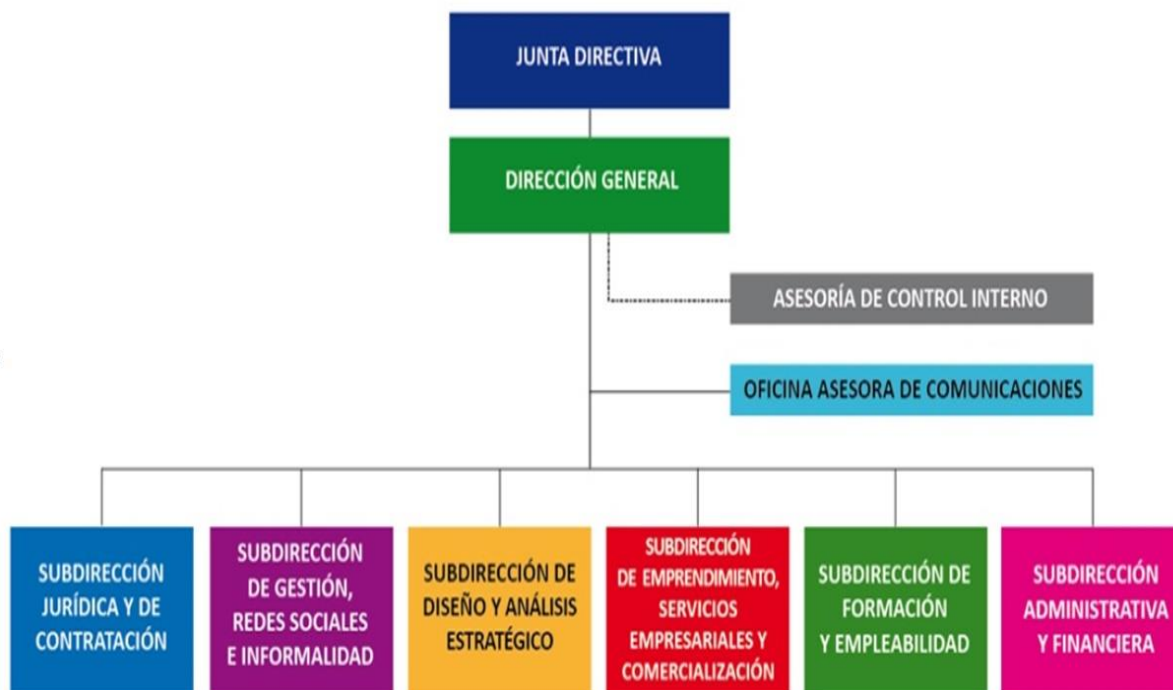 JUNTA DIRECTIVA
DIRECCIÓN GENERAL
ASESORÍA DE CONTROL INTERNO
OFICINA ASESORA DE COMUNICACIONES
SUBDIRECCIÓN
JURÍDICA Y DE
CONTRATACIÓN
SUBDIRECCIÓN
DE GESTIÓN,
REDES SOCIALES
E INFORMALIDAD
SUBDIRECCIÓN DE
DISEÑO Y ANÁLISIS
ESTRATÉGICO
SUBDIRECCIÓN
DE EMPRENDIMIENTO,
SERVICIOS
EMPRESARIALES Y
COMERCIALIZACIÓN
SUBDIRECCIÓN DE
FORMACIÓN
Y EMPLEABILIDAD
SUBDIRECCIÓN
ADMINISTRATIVA
Y FINANCIERA